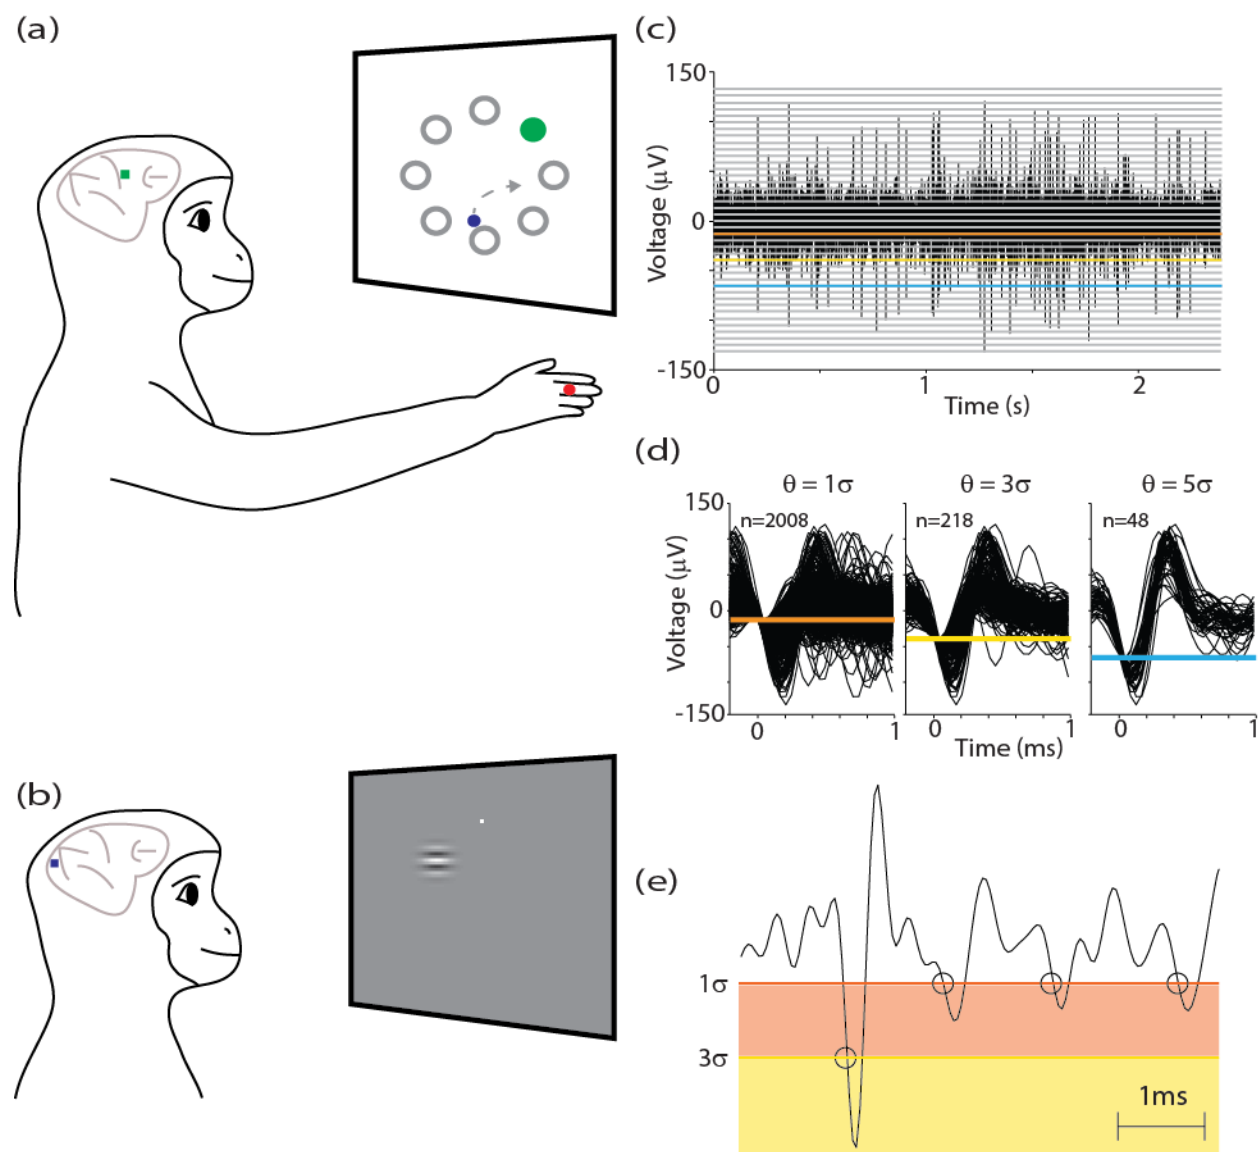 (a)
(c)
150
0
-150
Voltage (μV)
0
1
2
Time (s)
(d)
θ = 1σ
θ = 3σ
θ = 5σ
150
0
-150
Voltage (μV)
n=2008
n=218
n=48
0
1
0
1
0
1
Time (ms)
(b)
(e)
1σ
3σ
1ms